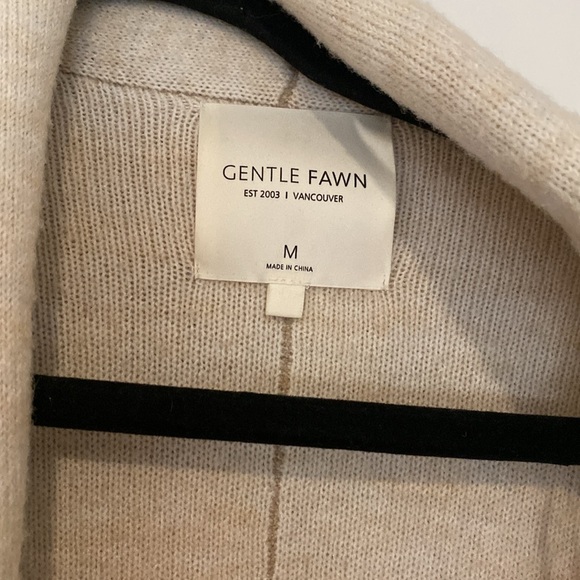 GENTLE FAWN
EST 2003 I VANCOUVER
M
MADE IN CHINA